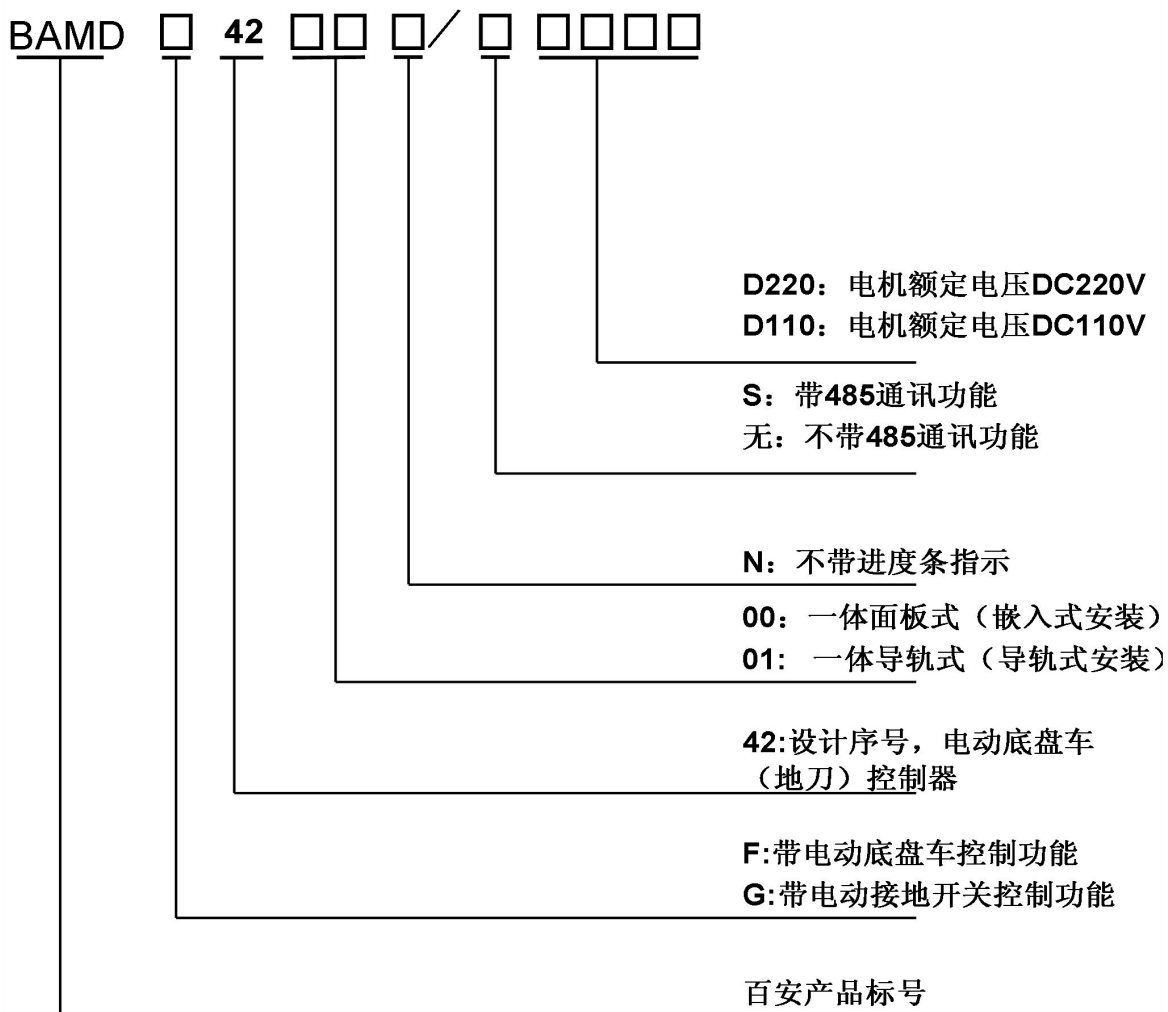 BAMD □ 42 □□ □/□ □□□□
D220：电机额定电压DC220V
D110：电机额定电压DC110V
S：带485通讯功能
无：不带485通讯功能
N：不带进度条指示
00：一体面板式（嵌入式安装）
01: 一体导轨式（导轨式安装）
42:设计序号，电动底盘车
（地刀）控制器
F:带电动底盘车控制功能
G:带电动接地开关控制功能
百安产品标号